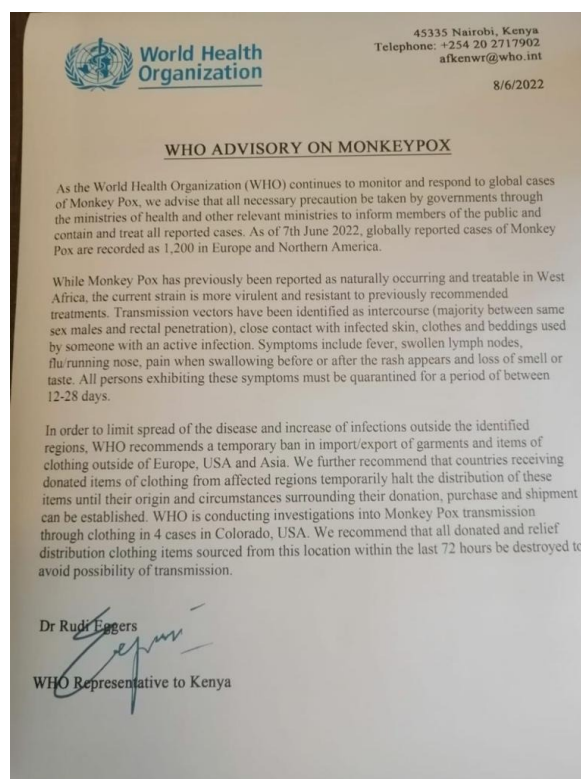 World Health
Organization
45335 Nairobi, Kenya
Telephone: +254 20 2717902
afkenwr@who.int
8/6/2022
WHO ADVISORY ON MONKEYPOX
As the World Health Organization (WHO) continues to monitor and respond to global cases
of Monkey Pox, we advise that all necessary precaution be taken by governments through
the ministries of health and other relevant ministries to inform members of the public and
contain and treat all reported cases. As of 7th June 2022, globally reported cases of Monkey
Pox are recorded as 1,200 in Europe and Northern America.
While Monkey Pox has previously been reported as naturally occurring and treatable in West
Africa, the current strain is more virulent and resistant to previously recommended
treatments. Transmission vectors have been identified as intercourse (majority between same
sex males and rectal penetration), close contact with infected skin, clothes and beddings used
by someone with an active infection. Symptoms include fever, swollen lymph nodes,
flu/running nose, pain when swallowing before or after the rash appears and loss of smell or
taste. All persons exhibiting these symptoms must be quarantined for a period of between
12-28 days.
In order to limit spread of the disease and increase of infections outside the identified
regions, WHO recommends a temporary ban in import/export of garments and items of
clothing outside of Europe, USA and Asia. We further recommend that countries receiving
donated items of clothing from affected regions temporarily halt the distribution of these
items until their origin and circumstances surrounding their donation, purchase and shipment
can be established. WHO is conducting investigations into Monkey Pox transmission
through clothing in 4 cases in Colorado, USA. We recommend that all donated and relief
distribution clothing items sourced from this location within the last 72 hours be destroyed to
avoid possibility of transmission.
Dr Rudi Eggers
WHO Representative to Kenya